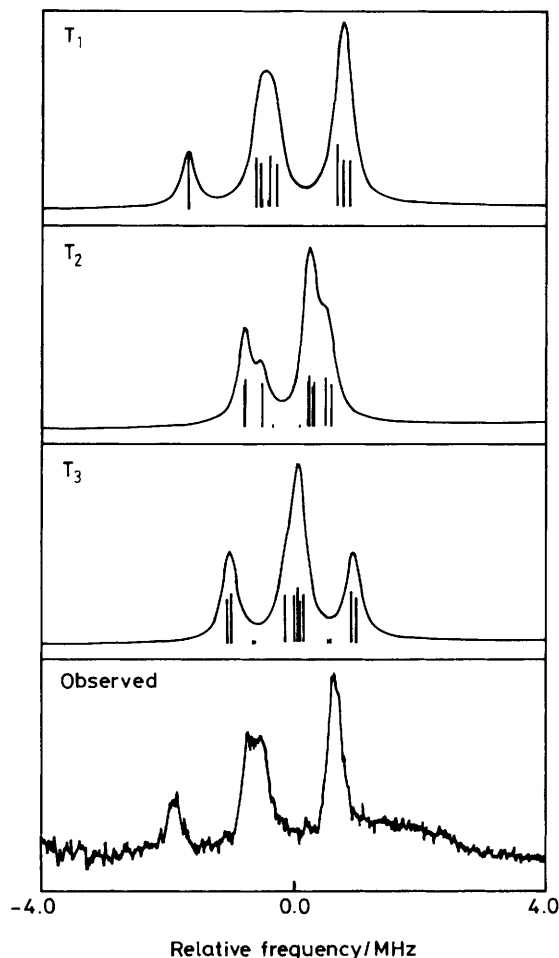 T₁
T₂
T₃
Observed
-4.0 0.0 4.0
Relative frequency/MHz